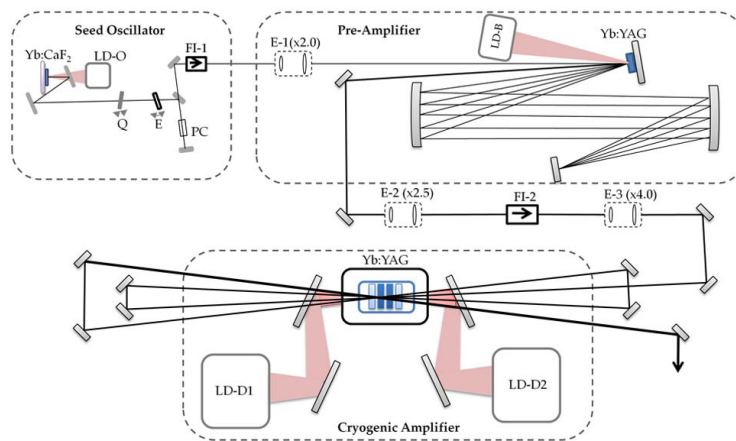 Seed Oscillator
Pre-Amplifier
Yb:CaF₂
LD-O
FI-1
E-1(x2.0)
LD-B
Yb:YAG
Q
E
PC
E-2 (x2.5)
FI-2
E-3 (x4.0)
Yb:YAG
LD-D1
LD-D2
Cryogenic Amplifier